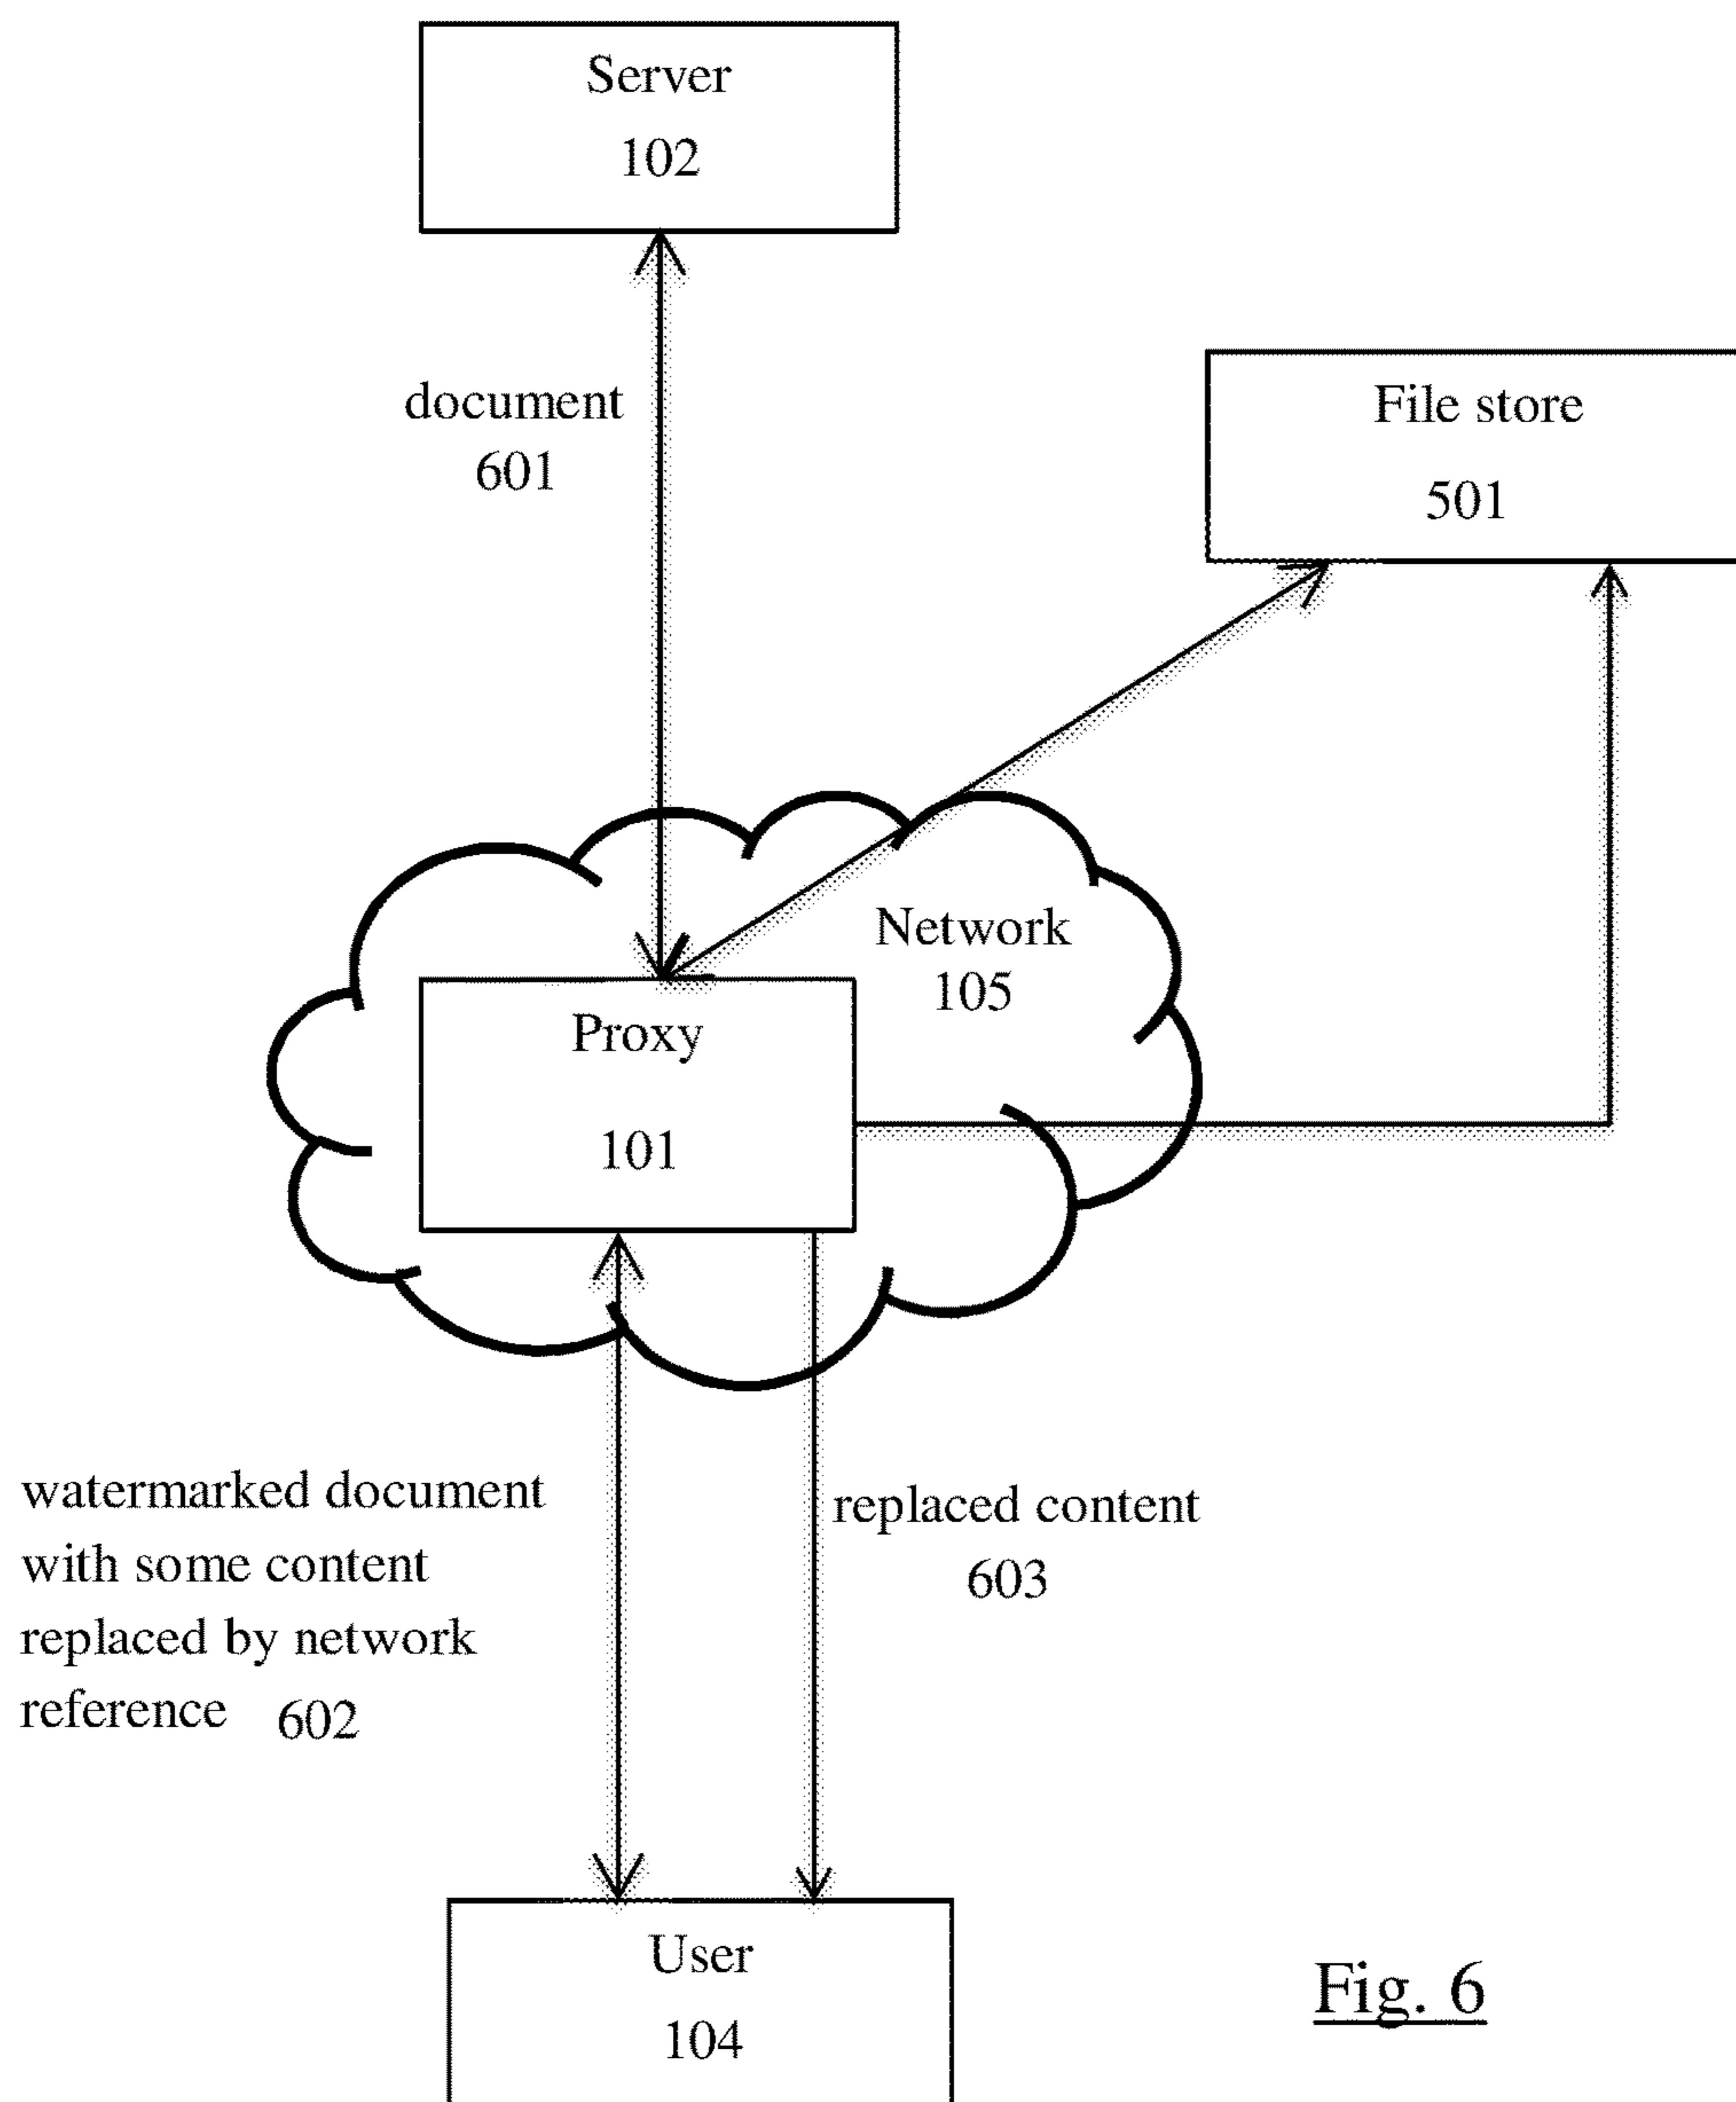 Server
102
document
601
File store
501
Network
105
Proxy
101
watermarked document
with some content
replaced by network
reference 602
replaced content
603
User
104
Fig. 6